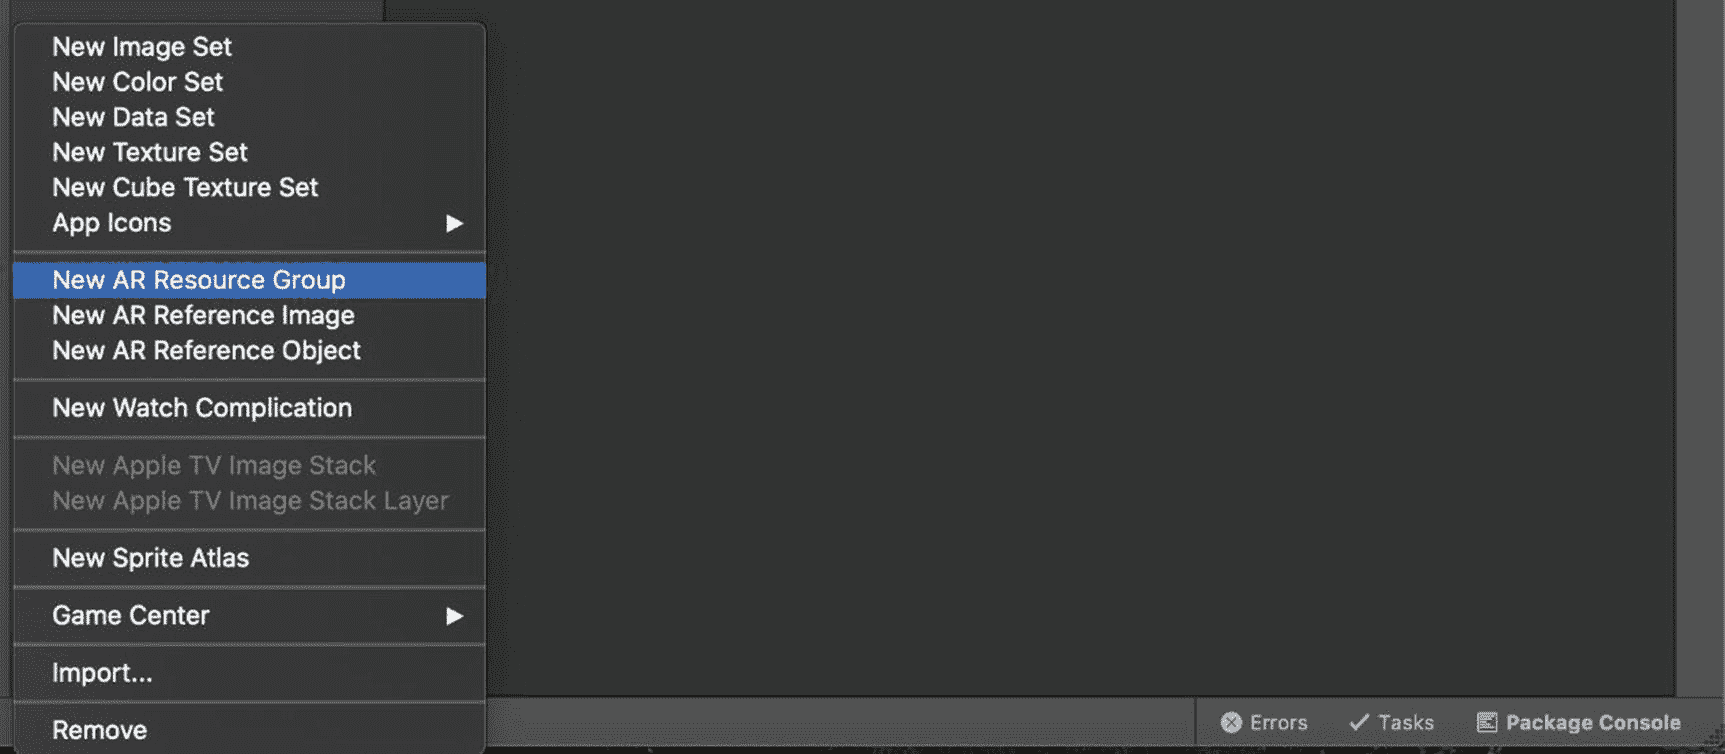 New Image Set
New Color Set
New Data Set
New Texture Set
New Cube Texture Set
App Icons
New AR Resource Group
New AR Reference Image
New AR Reference Object
New Watch Complication
New Apple TV Image Stack
New Apple TV Image Stack Layer
New Sprite Atlas
Game Center
Import...
Remove
Errors Tasks Package Console